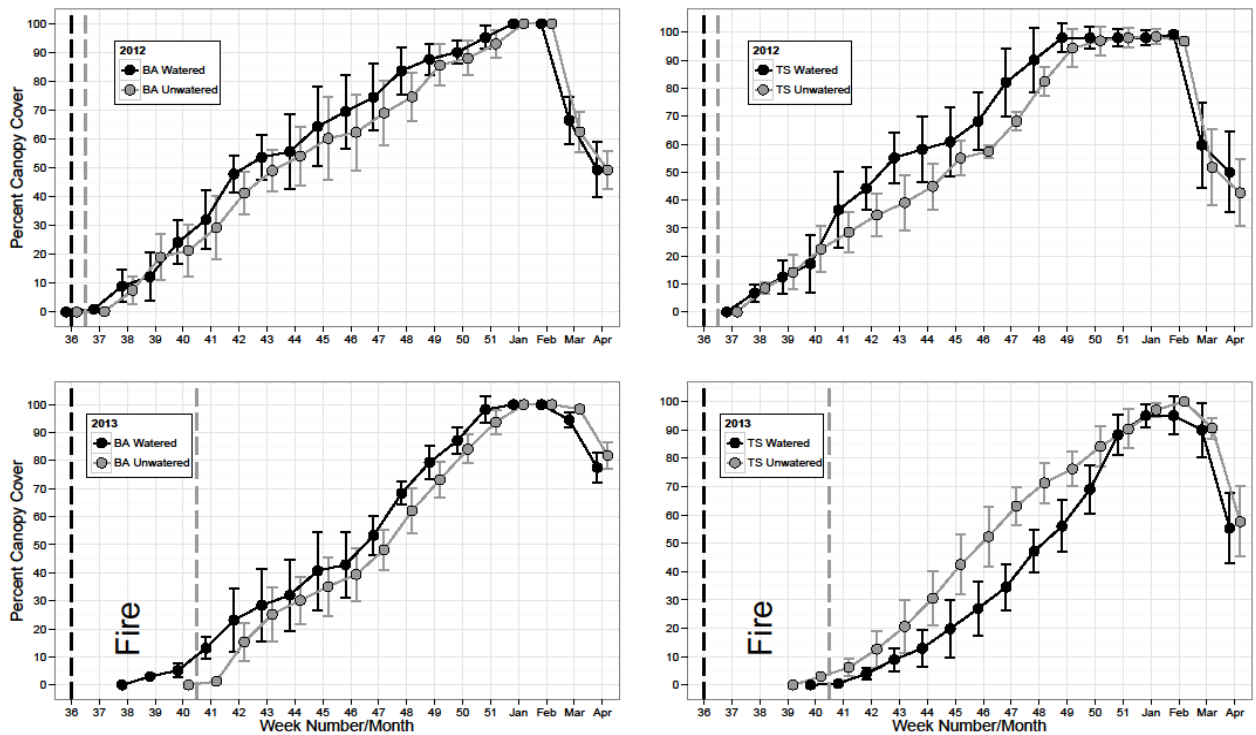 Percent Canopy Cover
100
90
80
70
60
50
40
30
20
10
0
2012
BA Watered
BA Unwatered
36 37 38 39 40 41 42 43 44 45 46 47 48 49 50 51 Jan Feb Mar Apr
100
90
80
70
60
50
40
30
20
10
0
2012
TS Watered
TS Unwatered
36 37 38 39 40 41 42 43 44 45 46 47 48 49 50 51 Jan Feb Mar Apr
Percent Canopy Cover
100
90
80
70
60
50
40
30
20
10
0
2013
BA Watered
BA Unwatered
Fire
36 37 38 39 40 41 42 43 44 45 46 47 48 49 50 51 Jan Feb Mar Apr
Week Number/Month
100
90
80
70
60
50
40
30
20
10
0
2013
TS Watered
TS Unwatered
Fire
36 37 38 39 40 41 42 43 44 45 46 47 48 49 50 51 Jan Feb Mar Apr
Week Number/Month